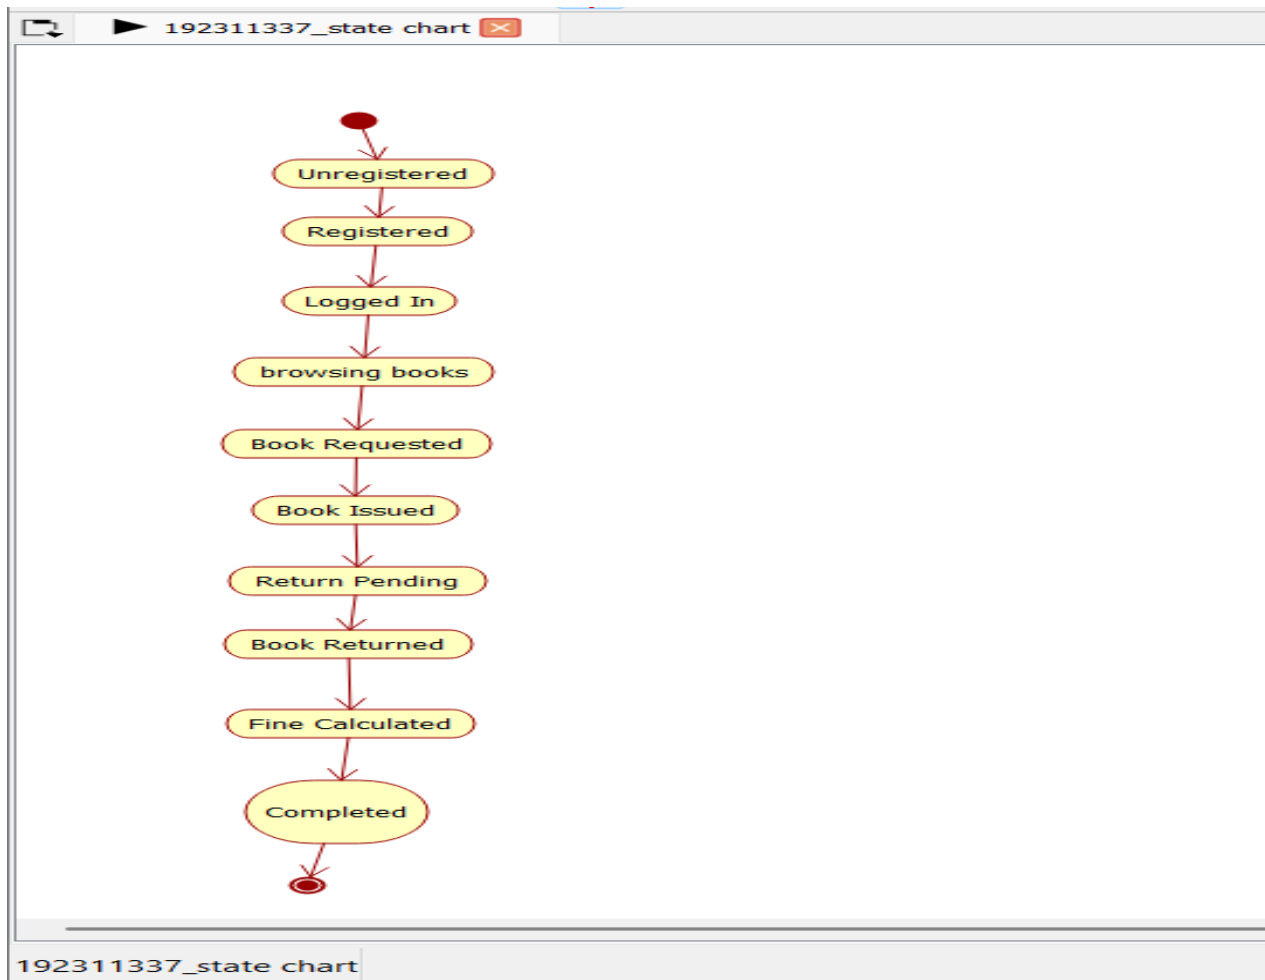 192311337_state chart
Unregistered
Registered
Logged In
browsing books
Book Requested
Book Issued
Return Pending
Book Returned
Fine Calculated
Completed
192311337_state chart